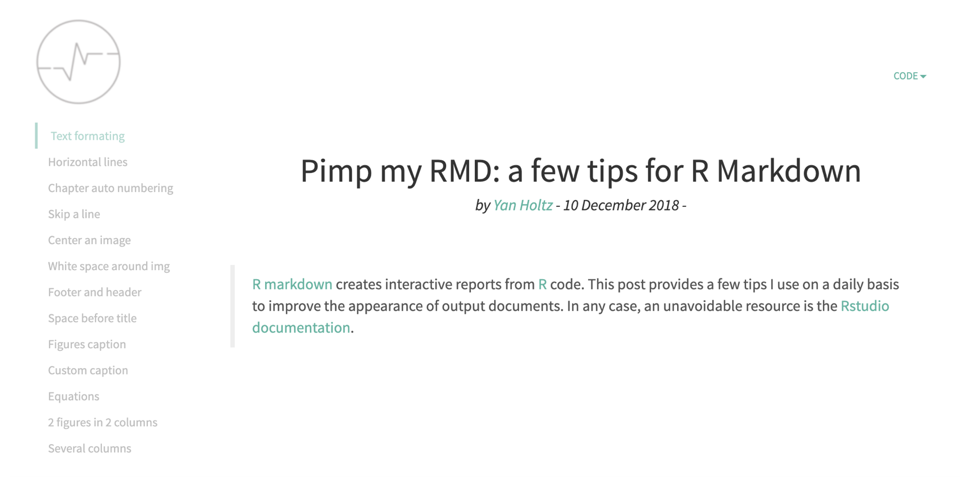 CODE
Text formating
Horizontal lines
Chapter auto numbering
Skip a line
Center an image
White space around img
Footer and header
Space before title
Figures caption
Custom caption
Equations
2 figures in 2 columns
Several columns
Pimp my RMD: a few tips for R Markdown
by Yan Holtz - 10 December 2018 -
R markdown creates interactive reports from R code. This post provides a few tips I use on a daily basis
to improve the appearance of output documents. In any case, an unavoidable resource is the Rstudio
documentation.